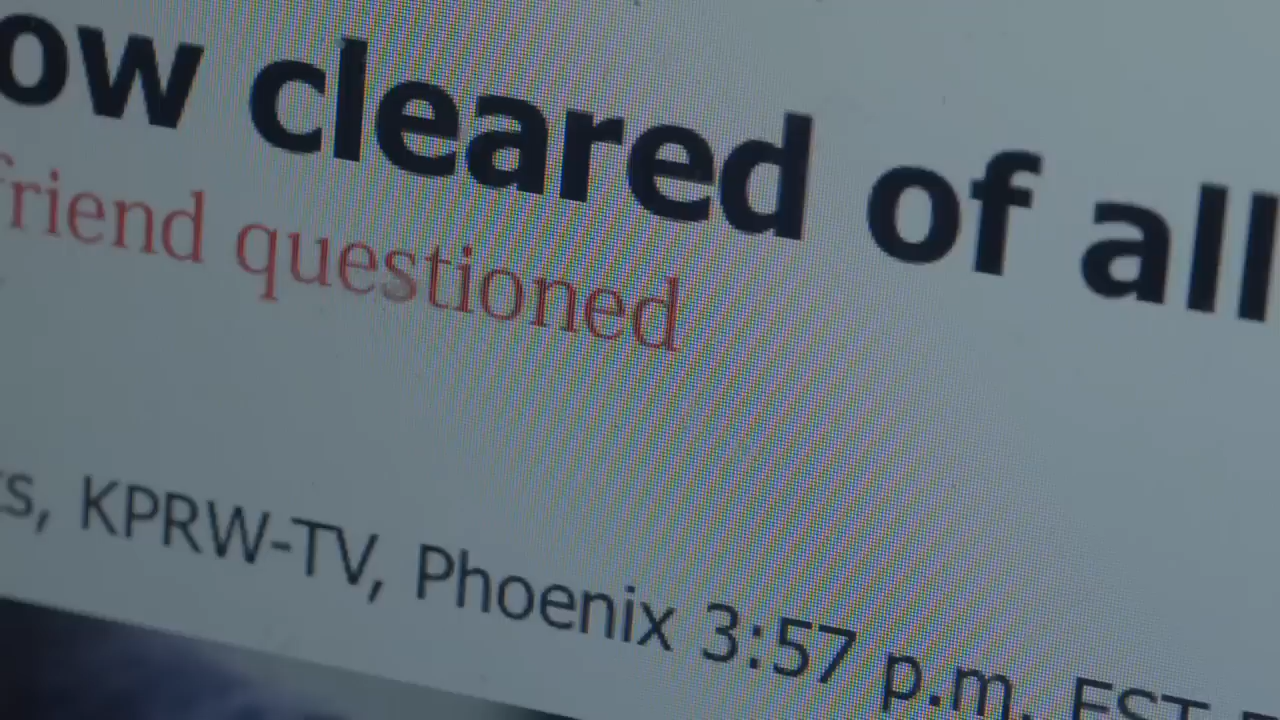 ow cleared of all
friend questioned
s, KPRW-TV, Phoenix 3:57 p.m. EST